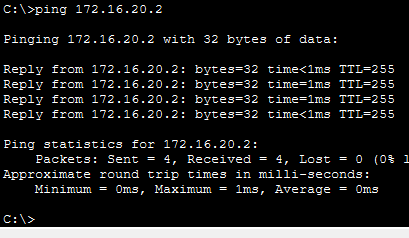 C:\>ping 172.16.20.2
Pinging 172.16.20.2 with 32 bytes of data:
Reply from 172.16.20.2: bytes=32 time<1ms TTL=255
Reply from 172.16.20.2: bytes=32 time=1ms TTL=255
Reply from 172.16.20.2: bytes=32 time=1ms TTL=255
Reply from 172.16.20.2: bytes=32 time<1ms TTL=255
Ping statistics for 172.16.20.2:
Packets: Sent = 4, Received = 4, Lost = 0 (0%
Approximate round trip times in milli-seconds:
Minimum = 0ms, Maximum = 1ms, Average = 0ms
C:\>